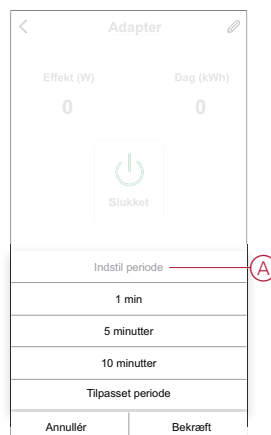 Adapter
Effekt (W) Dag (kWh)
0 0
Slukket
Indstil periode A
1 min
5 minutter
10 minutter
Tilpasset periode
Annullér Bekræft